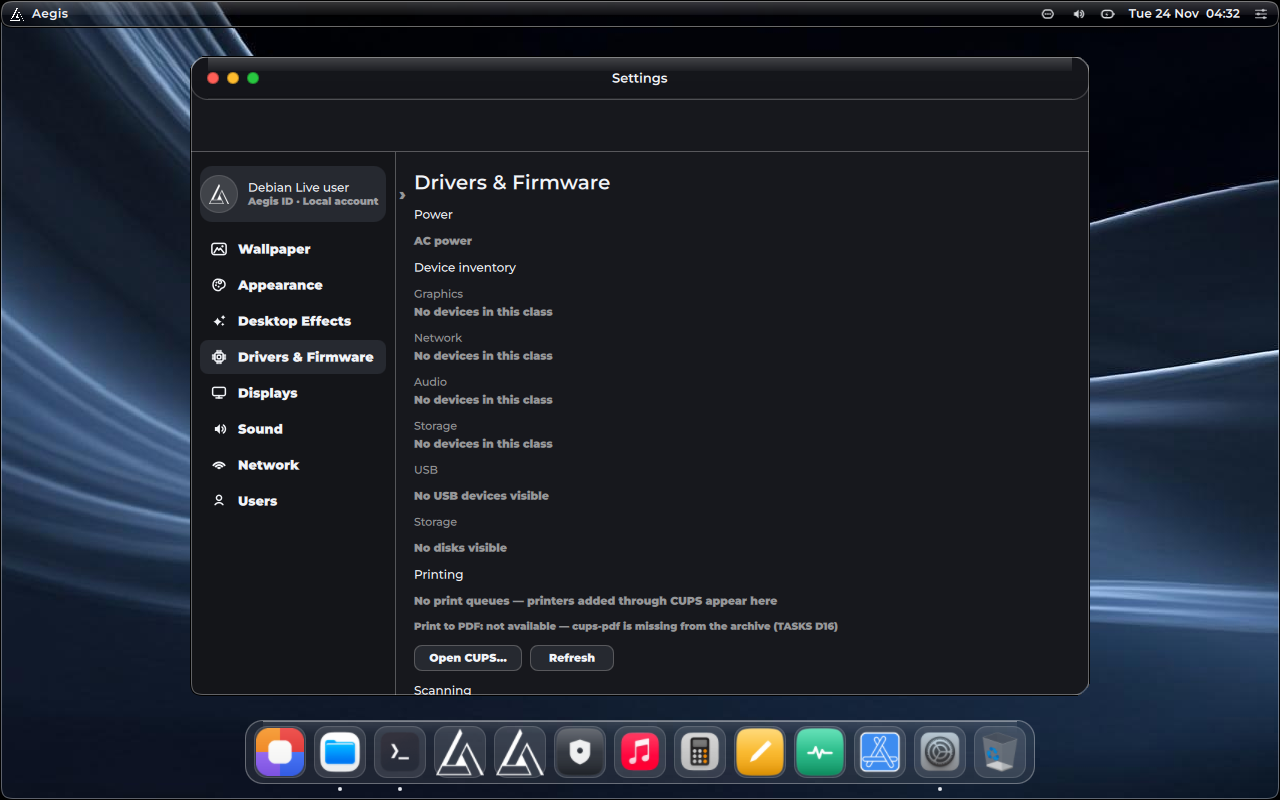 Aegis
Tue 24 Nov 04:32
Settings
Debian Live user
Aegis ID • Local account
Wallpaper
Appearance
Desktop Effects
Drivers & Firmware
Displays
Sound
Network
Users
Drivers & Firmware
Power
AC power
Device inventory
Graphics
No devices in this class
Network
No devices in this class
Audio
No devices in this class
Storage
No devices in this class
USB
No USB devices visible
Storage
No disks visible
Printing
No print queues — printers added through CUPS appear here
Print to PDF: not available — cups-pdf is missing from the archive (TASKS D16)
Open CUPS... Refresh
Scanning